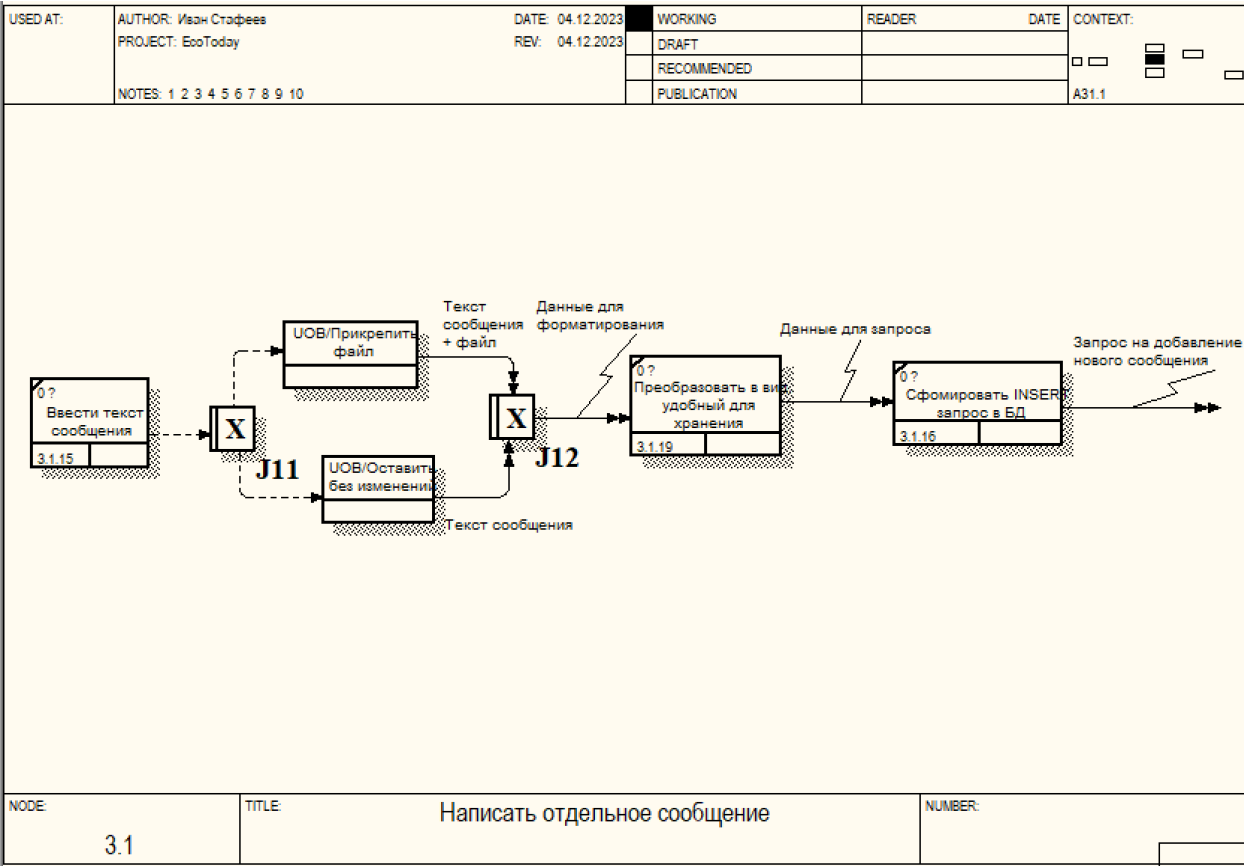 USED AT:
AUTHOR: Иван Стафеев
DATE: 04.12.2023
WORKING
READER
DATE
CONTEXT:
PROJECT: EcoToday
REV: 04.12.2023
DRAFT
RECOMMENDED
NOTES: 1 2 3 4 5 6 7 8 9 10
PUBLICATION
A31.1
0 ?
Ввести текст
сообщения
3.1.15
X
J11
UOB/Прикрепить
файл
UOB/Оставить
без изменений
Текст
сообщения
+ файл
Текст сообщения
X
J12
Данные для
форматирования
0 ?
Преобразовать в вид
удобный для
хранения
3.1.19
Данные для запроса
0 ?
Сфомировать INSERT
запрос в БД
3.1.16
Запрос на добавление
нового сообщения
NODE:
3.1
TITLE:
Написать отдельное сообщение
NUMBER: